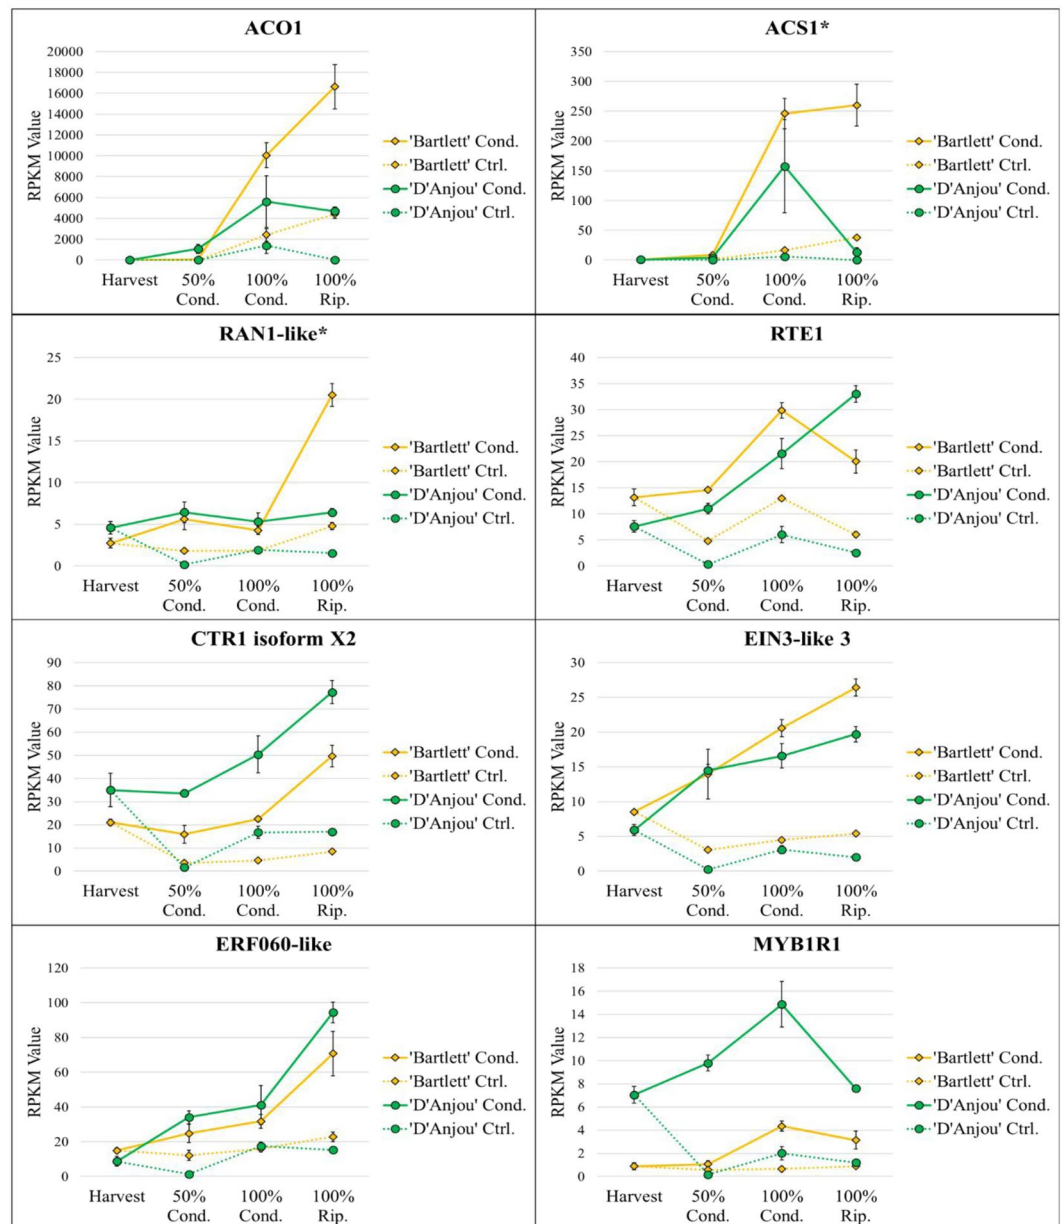 ACO1
RPKM Value
20000
18000
16000
14000
12000
10000
8000
6000
4000
2000
0
Harvest
50% Cond.
100% Cond.
100% Rip.
'Bartlett' Cond.
'Bartlett' Ctrl.
'D'Anjou' Cond.
'D'Anjou' Ctrl.
ACS1*
RPKM Value
350
300
250
200
150
100
50
0
Harvest
50% Cond.
100% Cond.
100% Rip.
'Bartlett' Cond.
'Bartlett' Ctrl.
'D'Anjou' Cond.
'D'Anjou' Ctrl.
RAN1-like*
RPKM Value
25
20
15
10
5
0
Harvest
50% Cond.
100% Cond.
100% Rip.
'Bartlett' Cond.
'Bartlett' Ctrl.
'D'Anjou' Cond.
'D'Anjou' Ctrl.
RTE1
RPKM Value
40
35
30
25
20
15
10
5
0
Harvest
50% Cond.
100% Cond.
100% Rip.
'Bartlett' Cond.
'Bartlett' Ctrl.
'D'Anjou' Cond.
'D'Anjou' Ctrl.
CTR1 isoform X2
RPKM Value
90
80
70
60
50
40
30
20
10
0
Harvest
50% Cond.
100% Cond.
100% Rip.
'Bartlett' Cond.
'Bartlett' Ctrl.
'D'Anjou' Cond.
'D'Anjou' Ctrl.
EIN3-like 3
RPKM Value
30
25
20
15
10
5
0
Harvest
50% Cond.
100% Cond.
100% Rip.
'Bartlett' Cond.
'Bartlett' Ctrl.
'D'Anjou' Cond.
'D'Anjou' Ctrl.
ERF060-like
RPKM Value
120
100
80
60
40
20
0
Harvest
50% Cond.
100% Cond.
100% Rip.
'Bartlett' Cond.
'Bartlett' Ctrl.
'D'Anjou' Cond.
'D'Anjou' Ctrl.
MYB1R1
RPKM Value
18
16
14
12
10
8
6
4
2
0
Harvest
50% Cond.
100% Cond.
100% Rip.
'Bartlett' Cond.
'Bartlett' Ctrl.
'D'Anjou' Cond.
'D'Anjou' Ctrl.